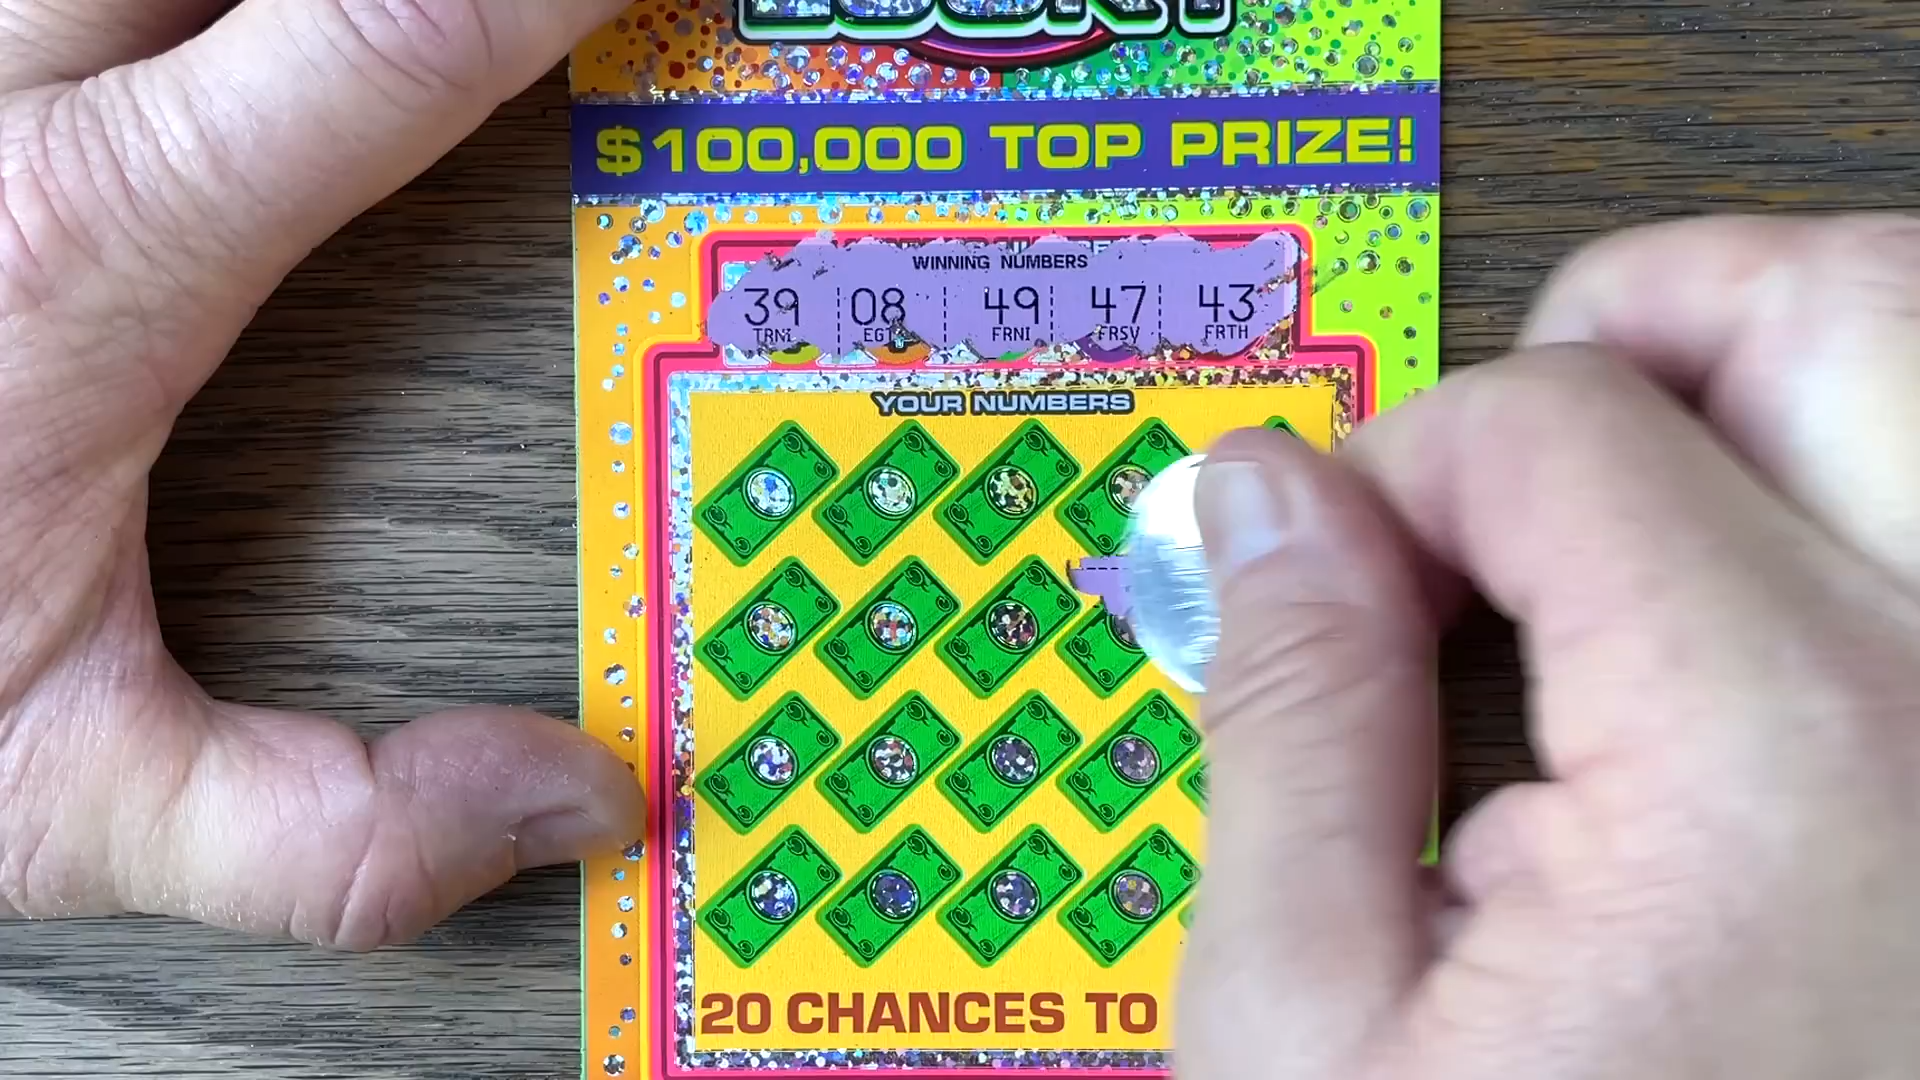 $100,000 TOP PRIZE!
WINNING NUMBERS
39 08 49 47 43
FRNI FRSV FRTH
YOUR NUMBERS
20 CHANCES TO